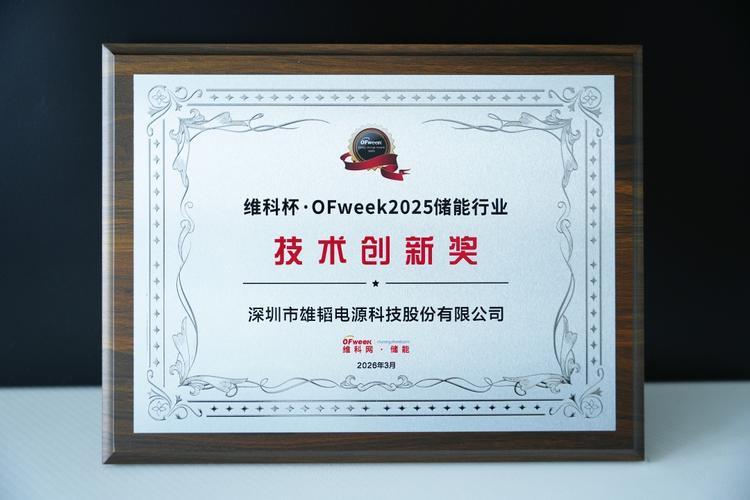 OFweek
维科杯·OFweek2025储能行业
技术创新奖
深圳市雄韬电源科技股份有限公司
OFweek
维科网·储能
2026年3月